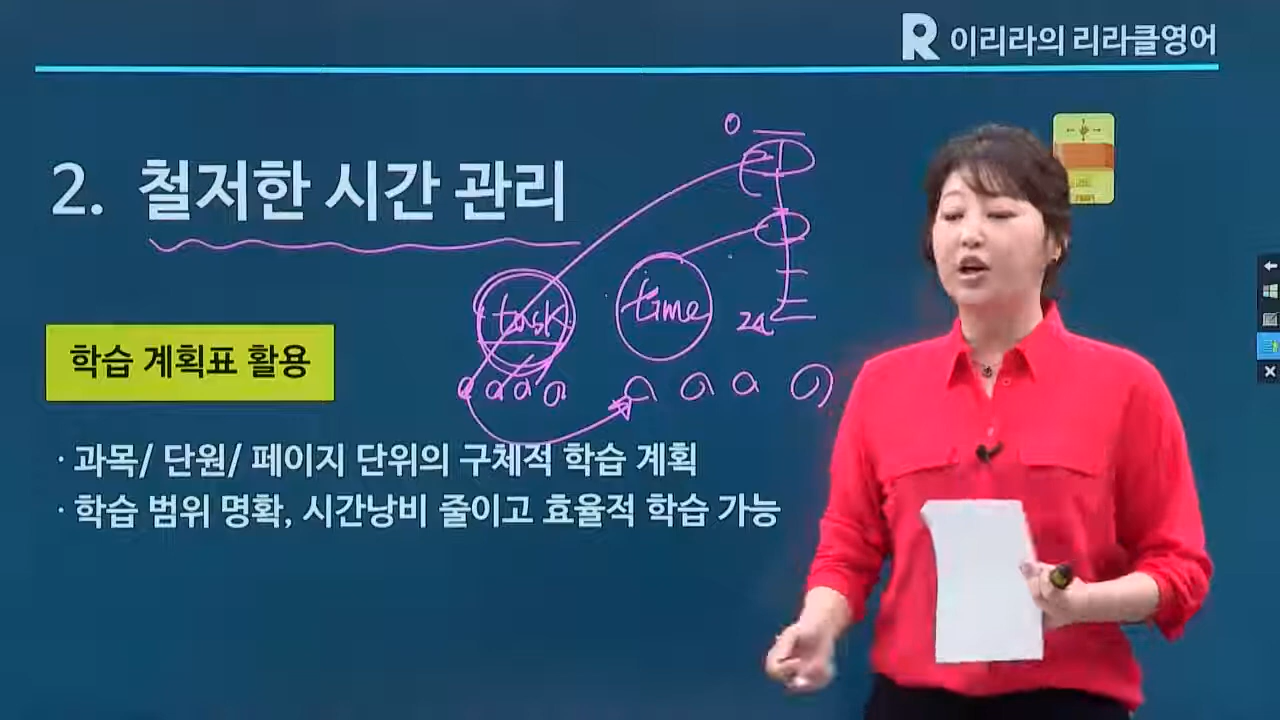 R 이리라의 리라클영어
2. 철저한 시간 관리
0
task
time
24
학습 계획표 활용
· 과목/ 단원/ 페이지 단위의 구체적 학습 계획
· 학습 범위 명확, 시간낭비 줄이고 효율적 학습 가능